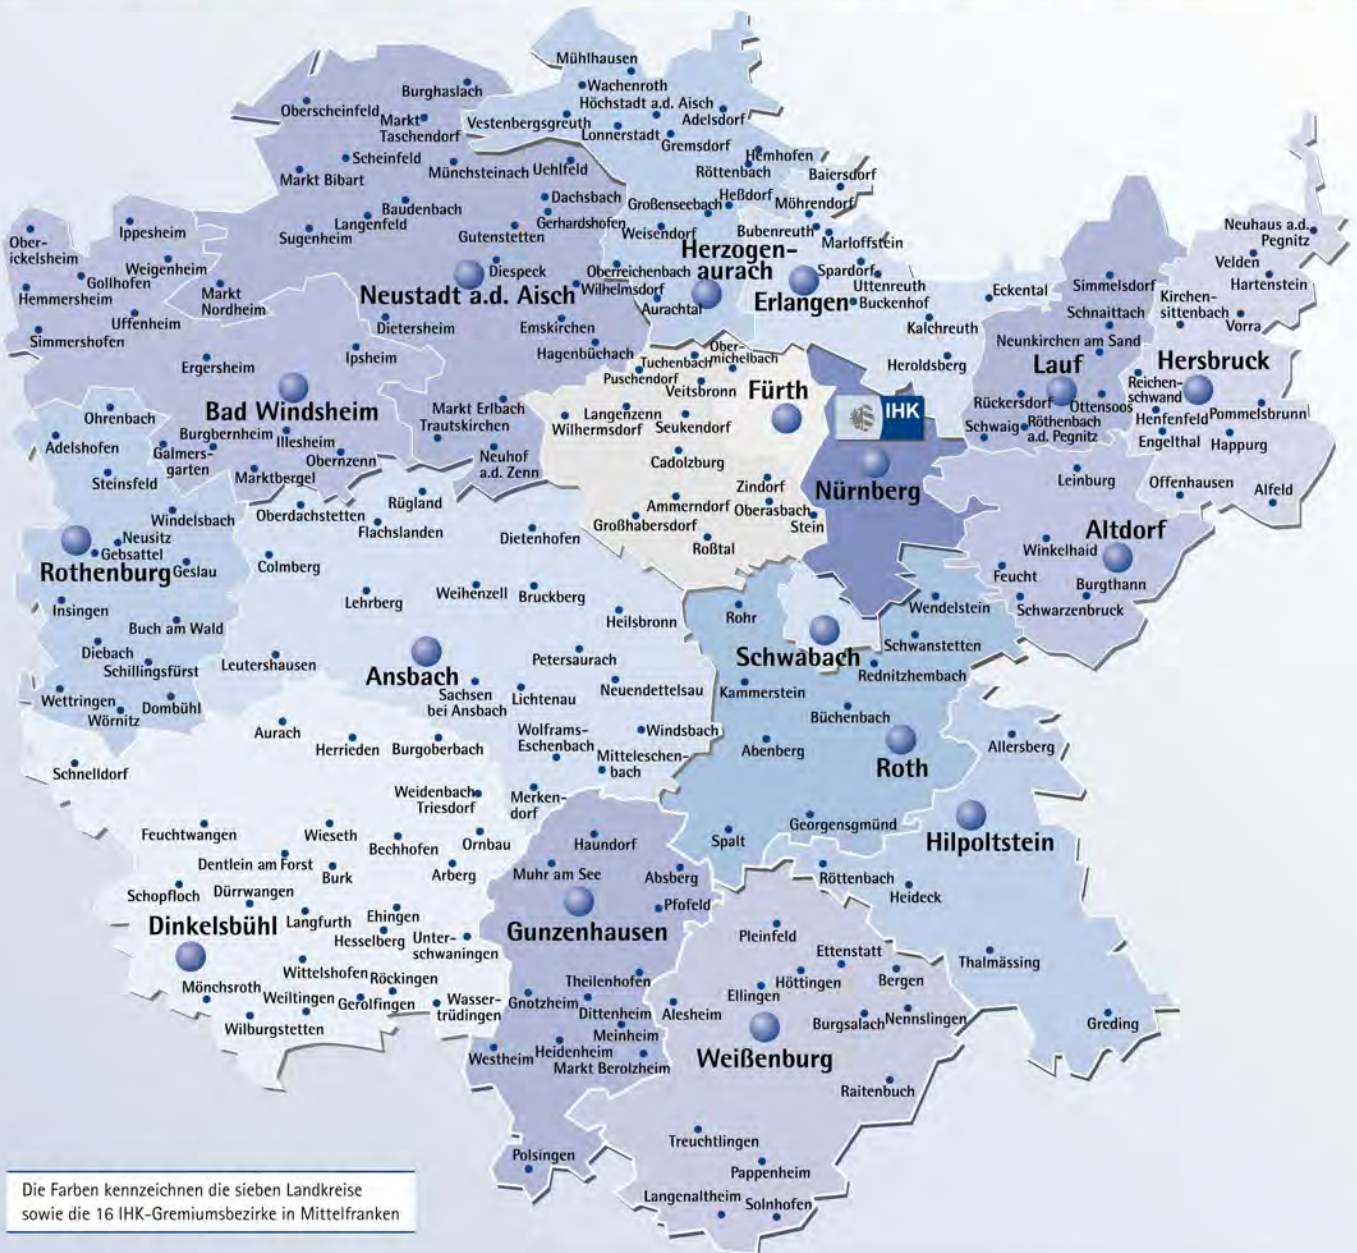 Mühlhausen
Wachenroth
Burghaslach
Höchstadt a.d. Aisch
Oberscheinfeld
Markt
Taschendorf
Vestenbergsgreuth
Adelsdorf
Lonnerstadt
Gremsdorf
Scheinfeld
Hemhofen
Münchsteinach
Uehlfeld
Röttenbach
Baiersdorf
Markt Bibart
Dachsbach
Heßdorf
Großenseebach
Möhrendorf
Baudenbach
Langenfeld
Gerhardshofen
Sugenheim
Gutenstetten
Weisendorf
Bubenreuth
Marloffstein
Ippesheim
Ober-
ickelsheim
Neuhaus a.d.
Pegnitz
Herzogen-
aurach
Weigenheim
Gollhofen
Hemmersheim
Diespeck
Oberreichenbach
Spardorf
Velden
Uttenreuth
Simmelsdorf
Hartenstein
Markt
Nordheim
Neustadt a.d. Aisch
Wilhelmsdorf
Erlangen
Buckenhof
Eckental
Kirchen-
sittenbach
Aurachtal
Schnaittach
Uffenheim
Dietersheim
Emskirchen
Kalchreuth
Vorra
Simmershofen
Neunkirchen am Sand
Ipsheim
Hagenbüchach
Ober-
michelbach
Tuchenbach
Heroldsberg
Lauf
Hersbruck
Ergersheim
Puschendorf
Veitsbronn
Fürth
Reichen-
schwand
Bad Windsheim
IHK
Rückersdorf
Ottensoos
Pommelsbrunn
Ohrenbach
Markt Erlbach
Langenzenn
Henfenfeld
Trautskirchen
Wilhermsdorf
Seukendorf
Schwaig
Röthenbach
a.d. Pegnitz
Engelthal
Happurg
Adelshofen
Burgbernheim
Illesheim
Galmers-
garten
Obernzenn
Neuhof
a.d. Zenn
Cadolzburg
Marktbergel
Leinburg
Steinsfeld
Zindorf
Nürnberg
Offenhausen
Alfeld
Rügland
Oberdachstetten
Ammerndorf
Oberasbach
Windelsbach
Flachslanden
Großhabersdorf
Stein
Dietenhofen
Altdorf
Neusitz
Roßtal
Winkelhaid
Gebsattel
Rothenburg
Geslau
Colmberg
Feucht
Burgthann
Weihenzell
Bruckberg
Lehrberg
Insingen
Rohr
Wendelstein
Schwarzenbruck
Heilsbronn
Buch am Wald
Schwanstetten
Diebach
Leutershausen
Petersaurach
Schwabach
Schillingsfürst
Ansbach
Rednitzhembach
Wettringen
Sachsen
bei Ansbach
Lichtenau
Neuendettelsau
Kammerstein
Dombühl
Wörnitz
Büchenbach
Aurach
Wolframs-
Eschenbach
Windsbach
Herrieden
Burgoberbach
Abenberg
Allersberg
Mitteleschen-
bach
Roth
Schnelldorf
Weidenbach
Triesdorf
Merken-
dorf
Georgensgmünd
Feuchtwangen
Wieseth
Bechhofen
Ornbau
Haundorf
Spalt
Hilpoltstein
Dentlein am Forst
Burk
Arberg
Muhr am See
Absberg
Röttenbach
Schopfloch
Dürrwangen
Heideck
Langfurth
Ehingen
Pfofeld
Dinkelsbühl
Hesselberg
Unter-
schwaningen
Gunzenhausen
Pleinfeld
Ettenstatt
Wittelshofen
Thalmässing
Röckingen
Theilenhofen
Höttingen
Bergen
Mönchsroth
Weiltingen
Gerolfingen
Wasser-
trüdingen
Gnotzheim
Ellingen
Dittenheim
Alesheim
Wilburgstetten
Burgsalach
Nennslingen
Greding
Meinheim
Westheim
Heidenheim
Weißenburg
Markt Berolzheim
Raitenbuch
Treuchtlingen
Polsingen
Pappenheim
Langenaltheim
Solnhofen
Die Farben kennzeichnen die sieben Landkreise
sowie die 16 IHK-Gremiumsbezirke in Mittelfranken